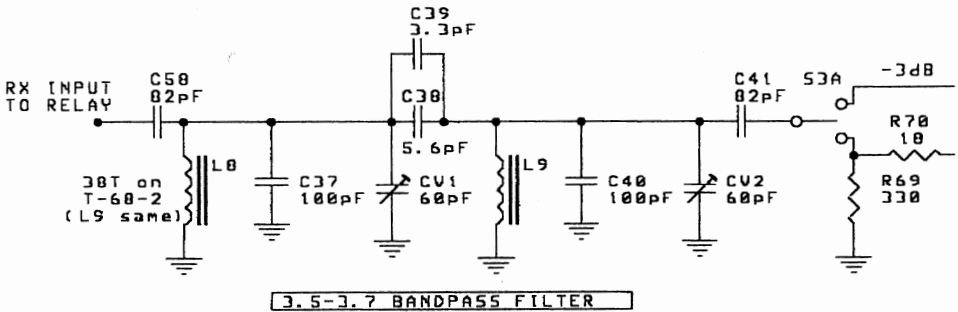 C39
3.3pF
RX INPUT
TO RELAY
C58
82pF
C38
5.6pF
C41
82pF
S3A
-3dB
R70
18
L8
38T on
T-68-2
(L9 same)
C37
100pF
CV1
60pF
L9
C40
100pF
CV2
60pF
R69
330
3.5-3.7 BANDPASS FILTER